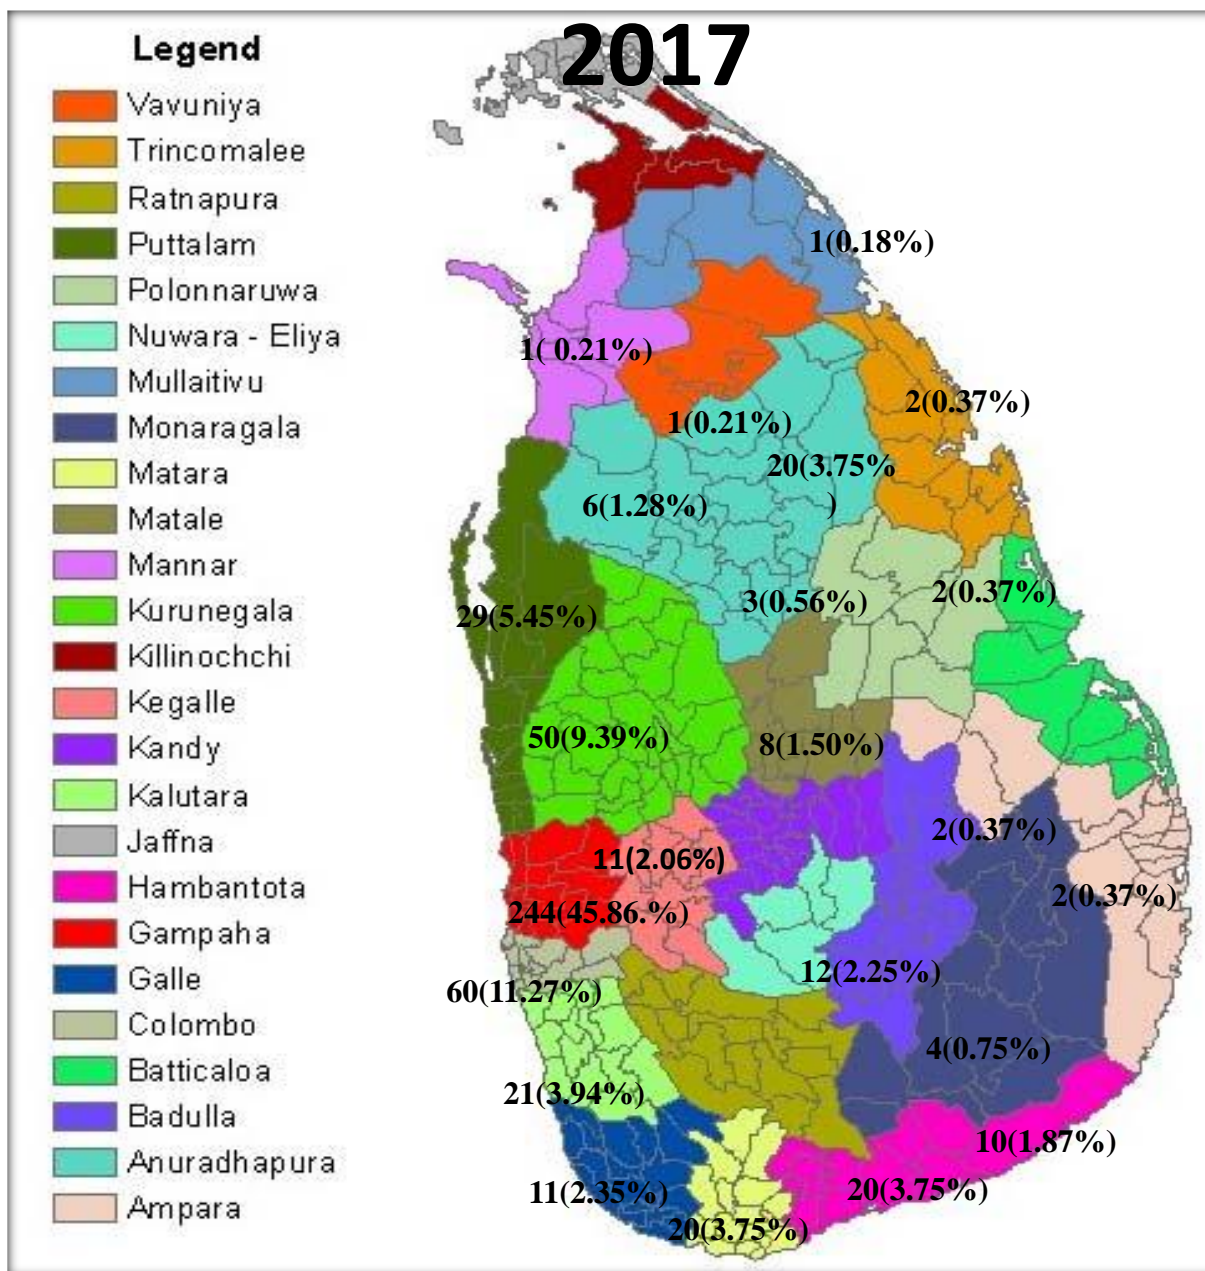 2017
Legend
Vavuniya
Trincomalee
Ratnapura
Puttalam
Polonnaruwa
Nuwara - Eliya
Mullaitivu
Monaragala
Matara
Matale
Mannar
Kurunegala
Killinochchi
Kegalle
Kandy
Kalutara
Jaffna
Hambantota
Gampaha
Galle
Colombo
Batticaloa
Badulla
Anuradhapura
Ampara
1(0.18%)
1( 0.21%)
2(0.37%)
1(0.21%)
20(3.75%
)
6(1.28%)
3(0.56%)
2(0.37%)
29(5.45%)
50(9.39%)
8(1.50%)
2(0.37%)
11(2.06%)
2(0.37%)
244(45.86.%)
12(2.25%)
60(11.27%)
4(0.75%)
21(3.94%)
10(1.87%)
11(2.35%)
20(3.75%)
20(3.75%)